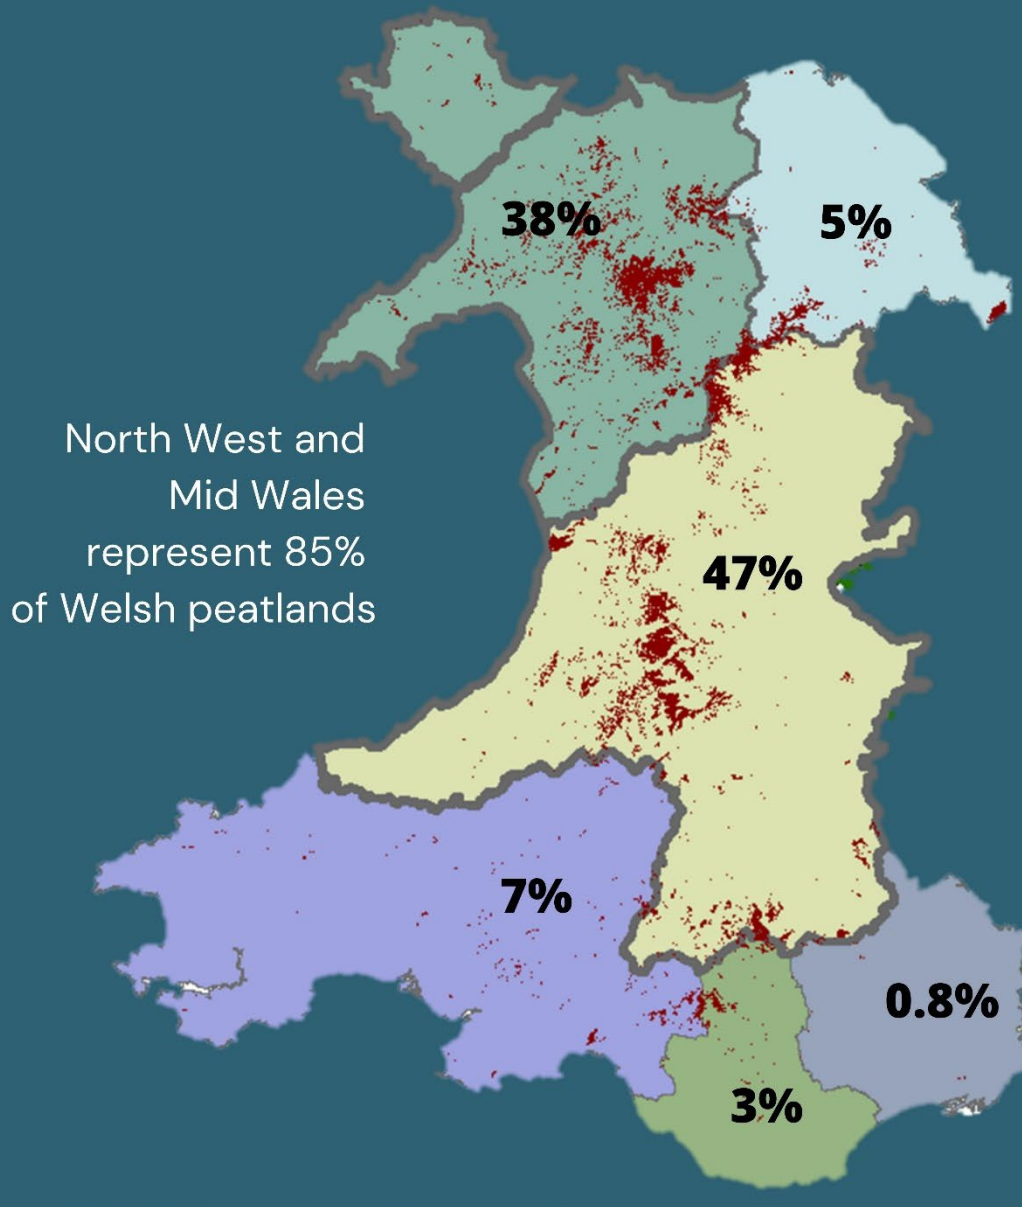 38%
5%
North West and
Mid Wales
represent 85%
of Welsh peatlands
47%
7%
0.8%
3%